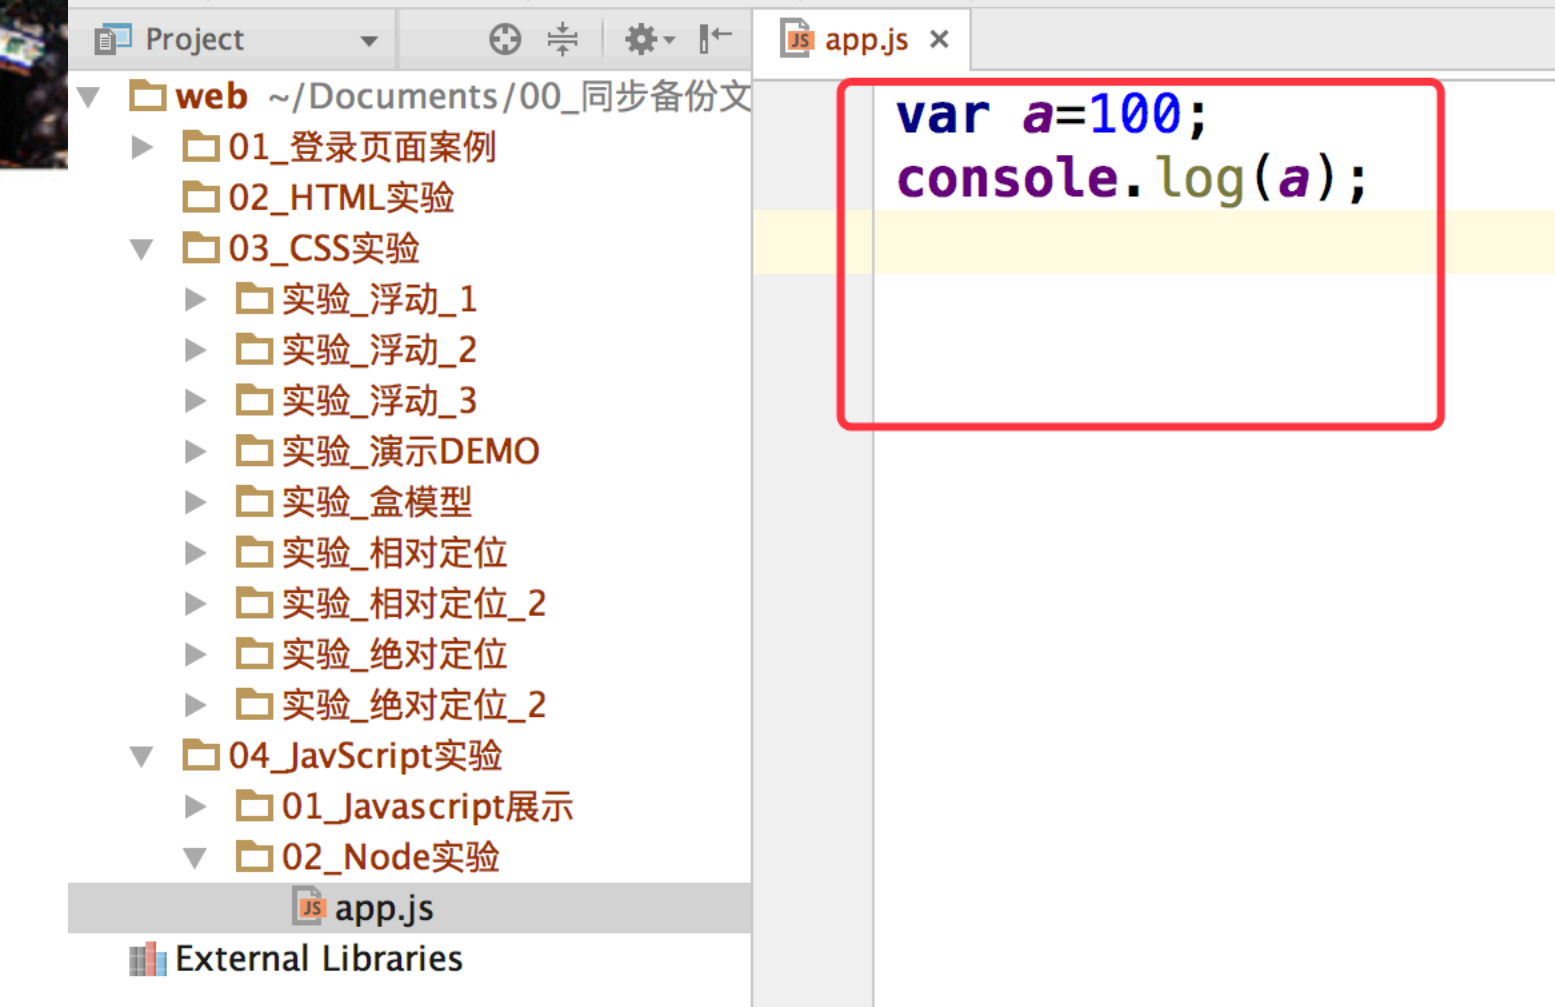 Project
app.js
web ~/Documents/00_同步备份文
01_登录页面案例
02_HTML实验
03_CSS实验
实验_浮动_1
实验_浮动_2
实验_浮动_3
实验_演示DEMO
实验_盒模型
实验_相对定位
实验_相对定位_2
实验_绝对定位
实验_绝对定位_2
04_JavScript实验
01_Javascript展示
02_Node实验
JS app.js
External Libraries
JS
var a=100;
console.log(a);